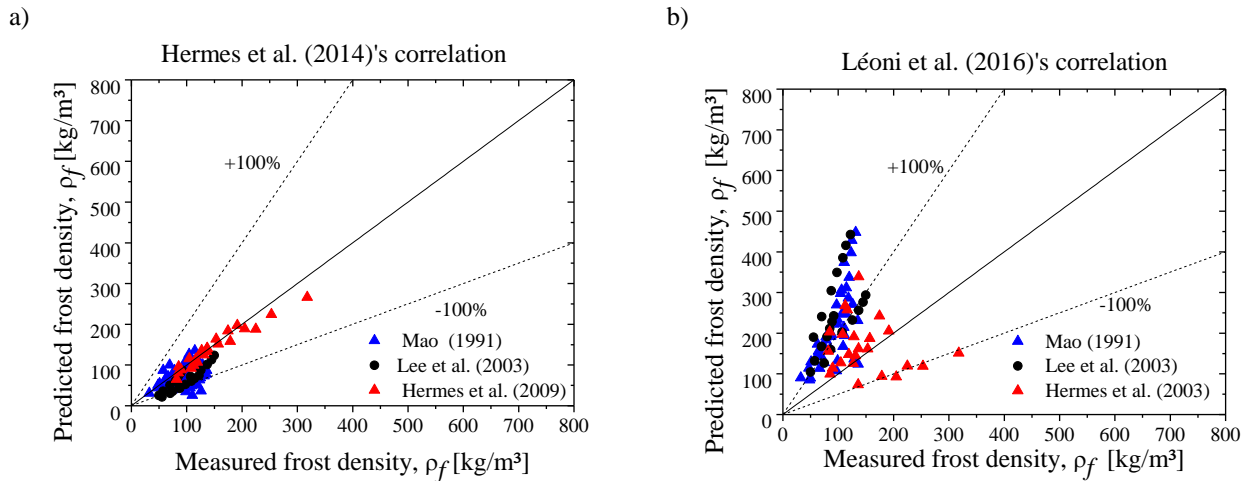 a)
Hermes et al. (2014)'s correlation
800
700
600
500
400
300
200
100
0
0 100 200 300 400 500 600 700 800
Predicted frost density, ρf [kg/m³]
Measured frost density, ρf [kg/m³]
+100%
-100%
Mao (1991)
Lee et al. (2003)
Hermes et al. (2009)
b)
Léoni et al. (2016)'s correlation
800
700
600
500
400
300
200
100
0
0 100 200 300 400 500 600 700 800
Predicted frost density, ρf [kg/m³]
Measured frost density, ρf [kg/m³]
+100%
-100%
Mao (1991)
Lee et al. (2003)
Hermes et al. (2003)